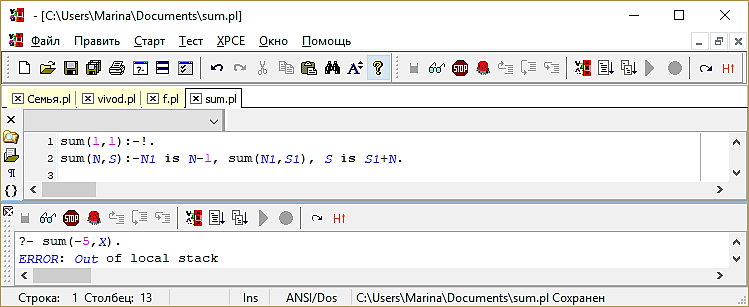 - [C:\Users\Marina\Documents\sum.pl]
Файл Править Старт Тест XPCE Окно Помощь
Семья.pl vivod.pl f.pl sum.pl
1 sum(1,1):-!.
2 sum(N,S):-N1 is N-1, sum(N1,S1), S is S1+N.
3
?- sum(-5,X).
ERROR: Out of local stack
Строка: 1 Столбец: 13 Ins ANSI/Dos C:\Users\Marina\Documents\sum.pl Сохранен